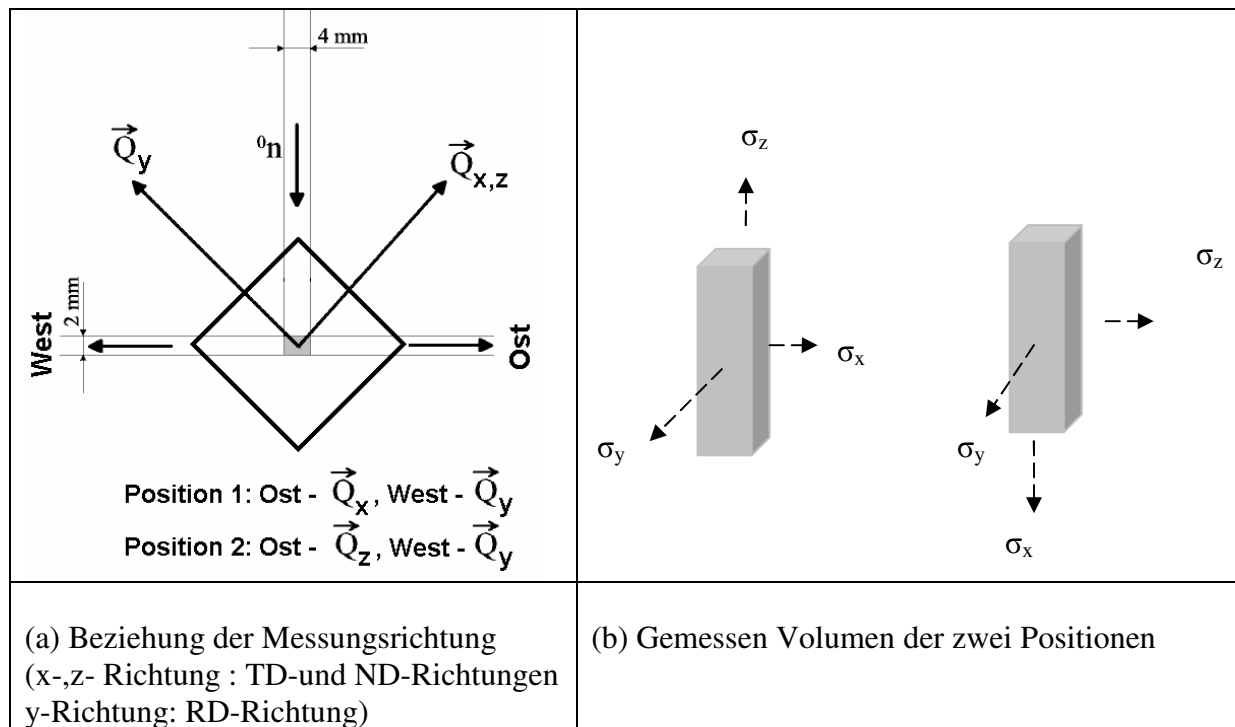 4 mm
⁰n
Q⃗y
Q⃗x,z
2 mm
West
Ost
Position 1: Ost - Q⃗x, West - Q⃗y
Position 2: Ost - Q⃗z, West - Q⃗y
σz
σx
σy
σz
σy
σx
(a) Beziehung der Messungsrichtung
(x-,z- Richtung : TD-und ND-Richtungen
y-Richtung: RD-Richtung)
(b) Gemessen Volumen der zwei Positionen